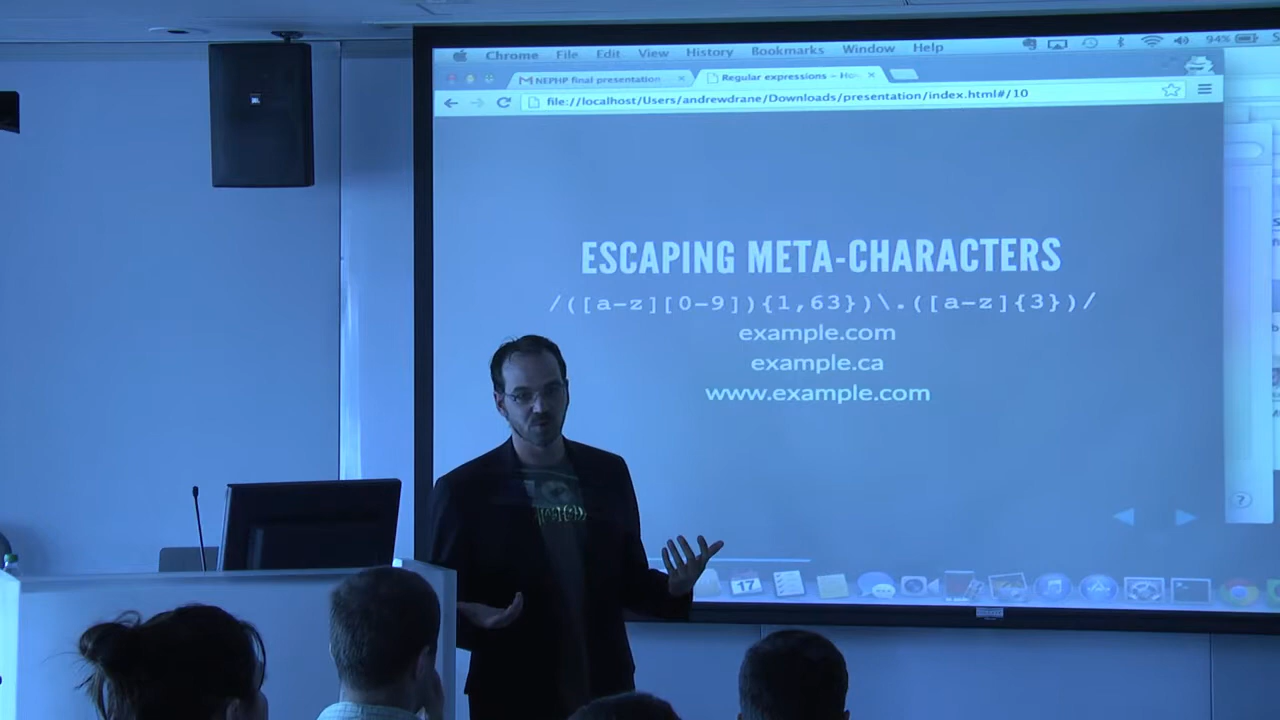 Chrome File Edit View History Bookmarks Window Help 94%
NEPHP final presentation
Regular expressions – Ho
file://localhost/Users/andrewdrane/Downloads/presentation/index.html#/10
ESCAPING META-CHARACTERS
/([a-z][0-9]){1,63})\.([a-z]{3})/
example.com
example.ca
www.example.com
?
17
JBL